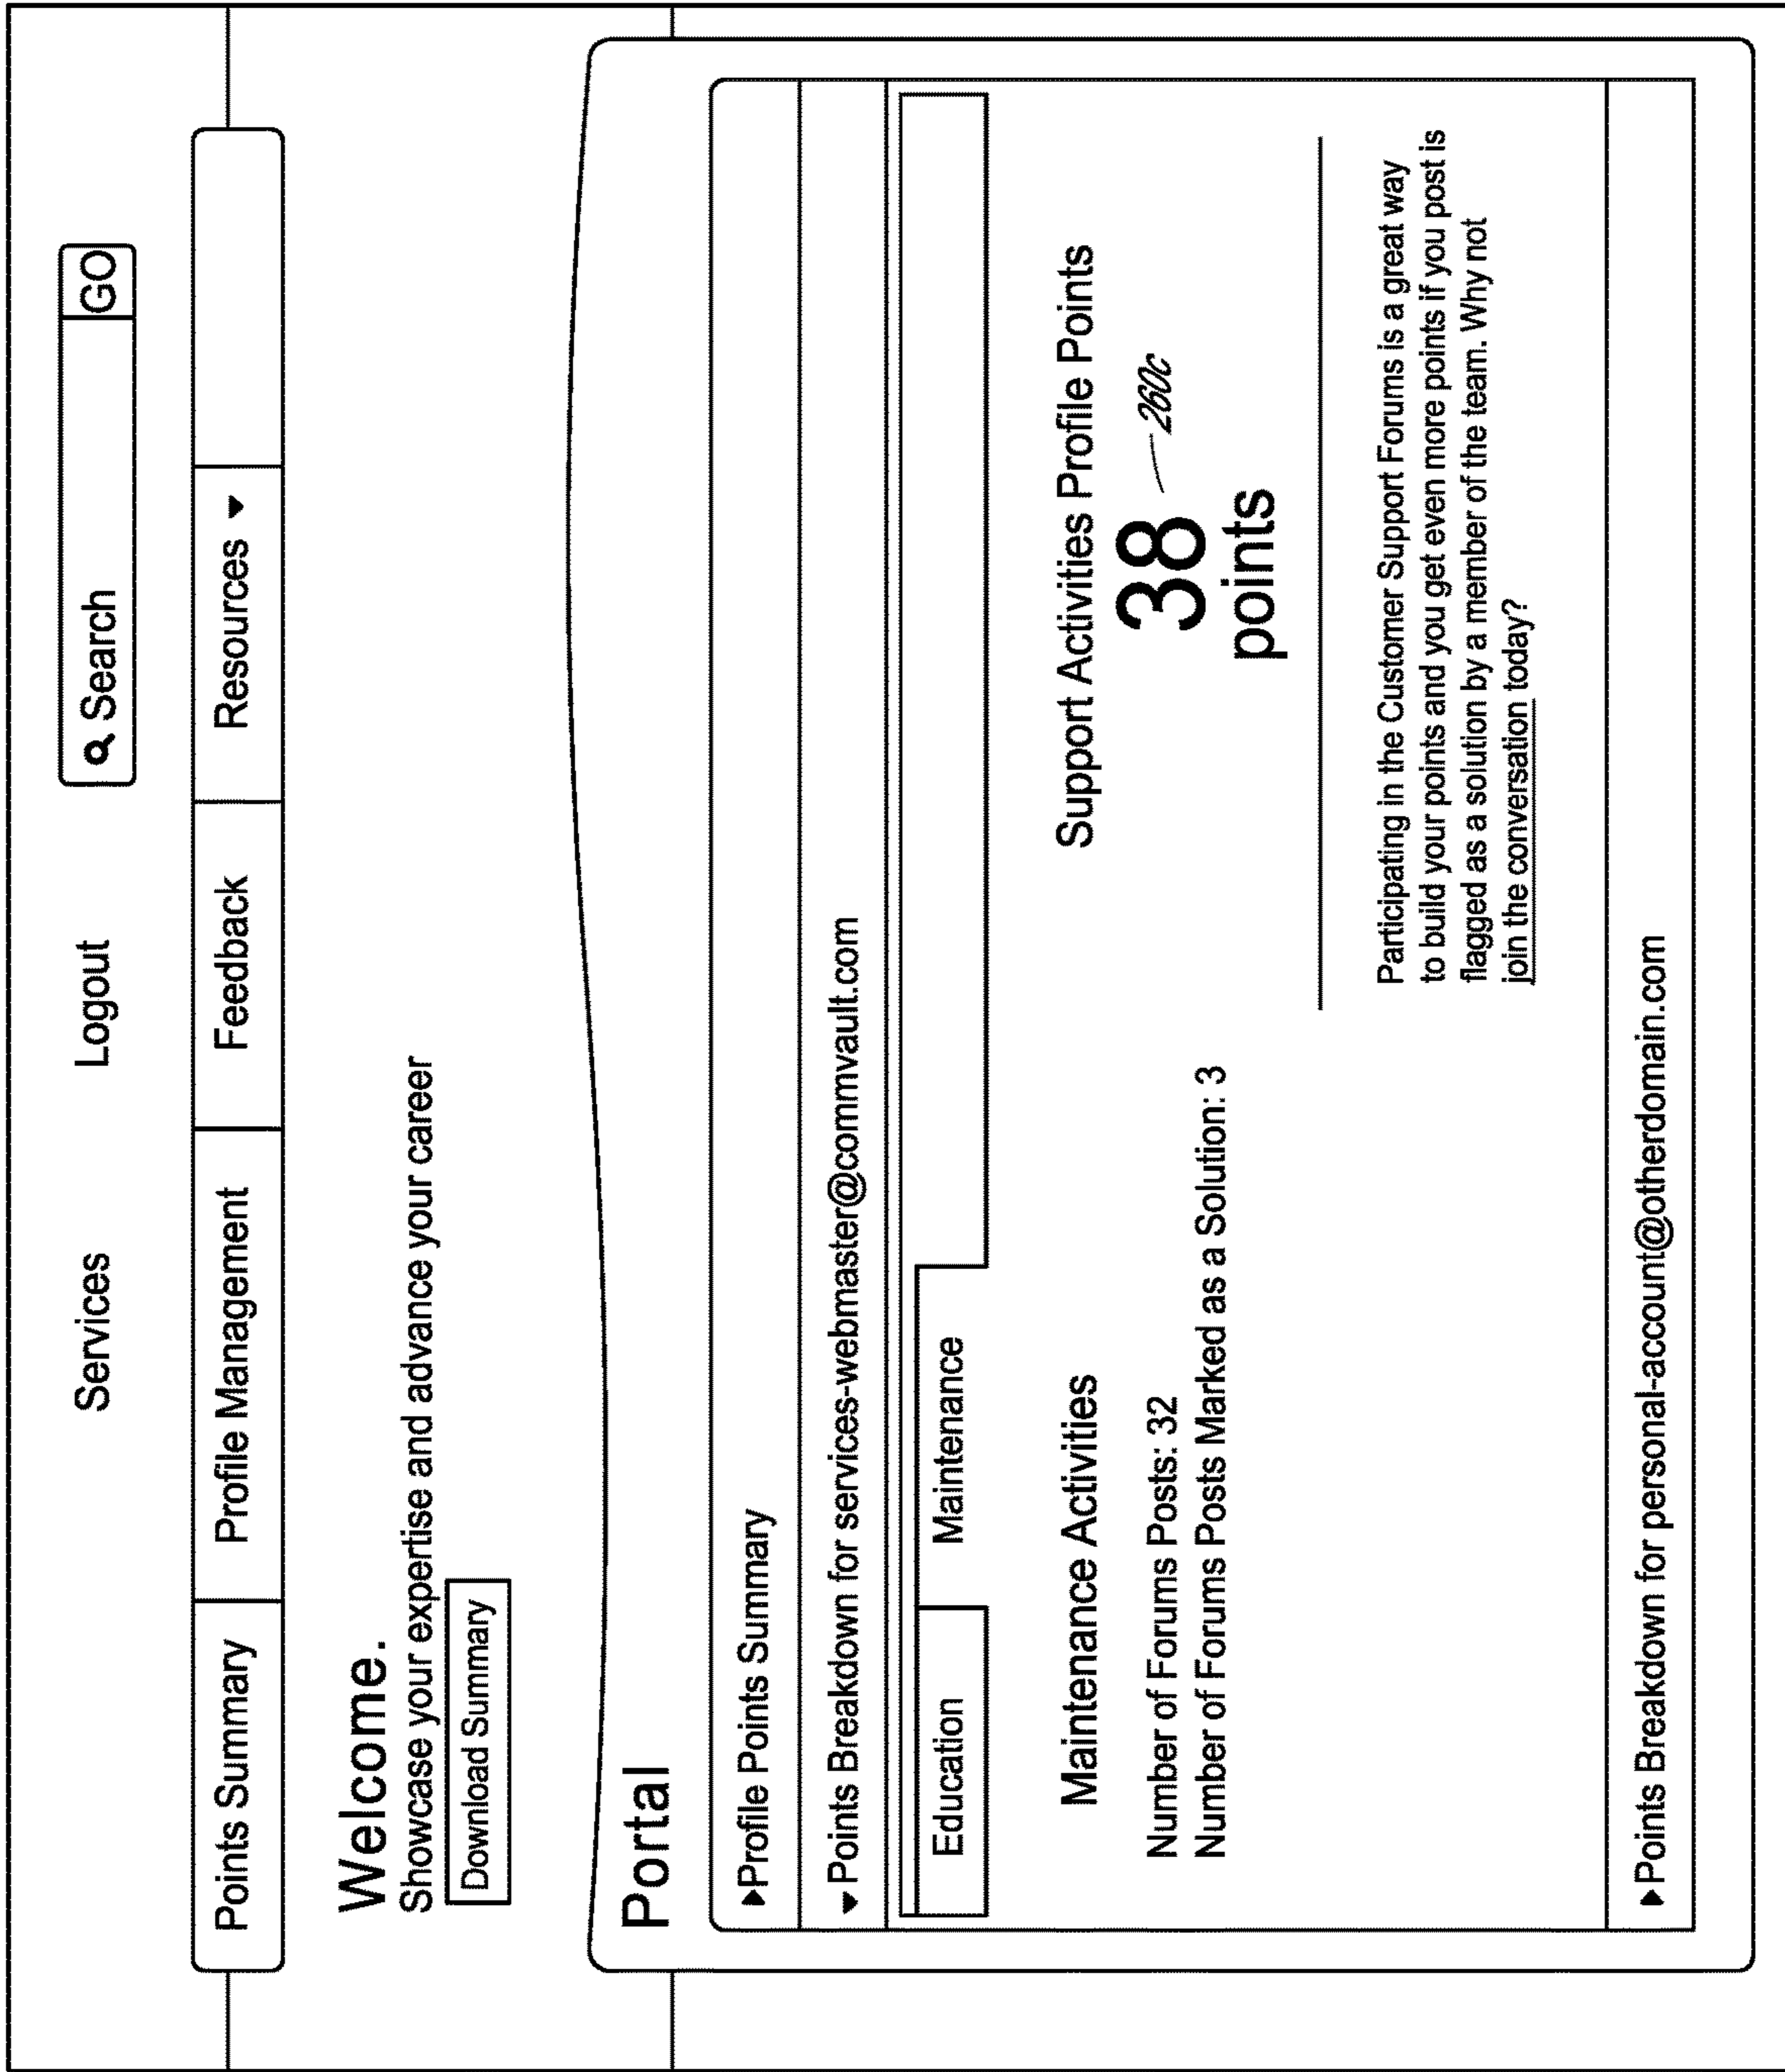 Services Logout Search GO
Points Summary Profile Management Feedback Resources
Welcome.
Showcase your expertise and advance your career
Download Summary
Portal
Profile Points Summary
Points Breakdown for services-webmaster@commvault.com
Education Maintenance
Maintenance Activities
Number of Forums Posts: 32
Number of Forums Posts Marked as a Solution: 3
Support Activities Profile Points
38 260c
points
Participating in the Customer Support Forums is a great way
to build your points and you get even more points if you post is
flagged as a solution by a member of the team. Why not
join the conversation today?
Points Breakdown for personal-account@otherdomain.com